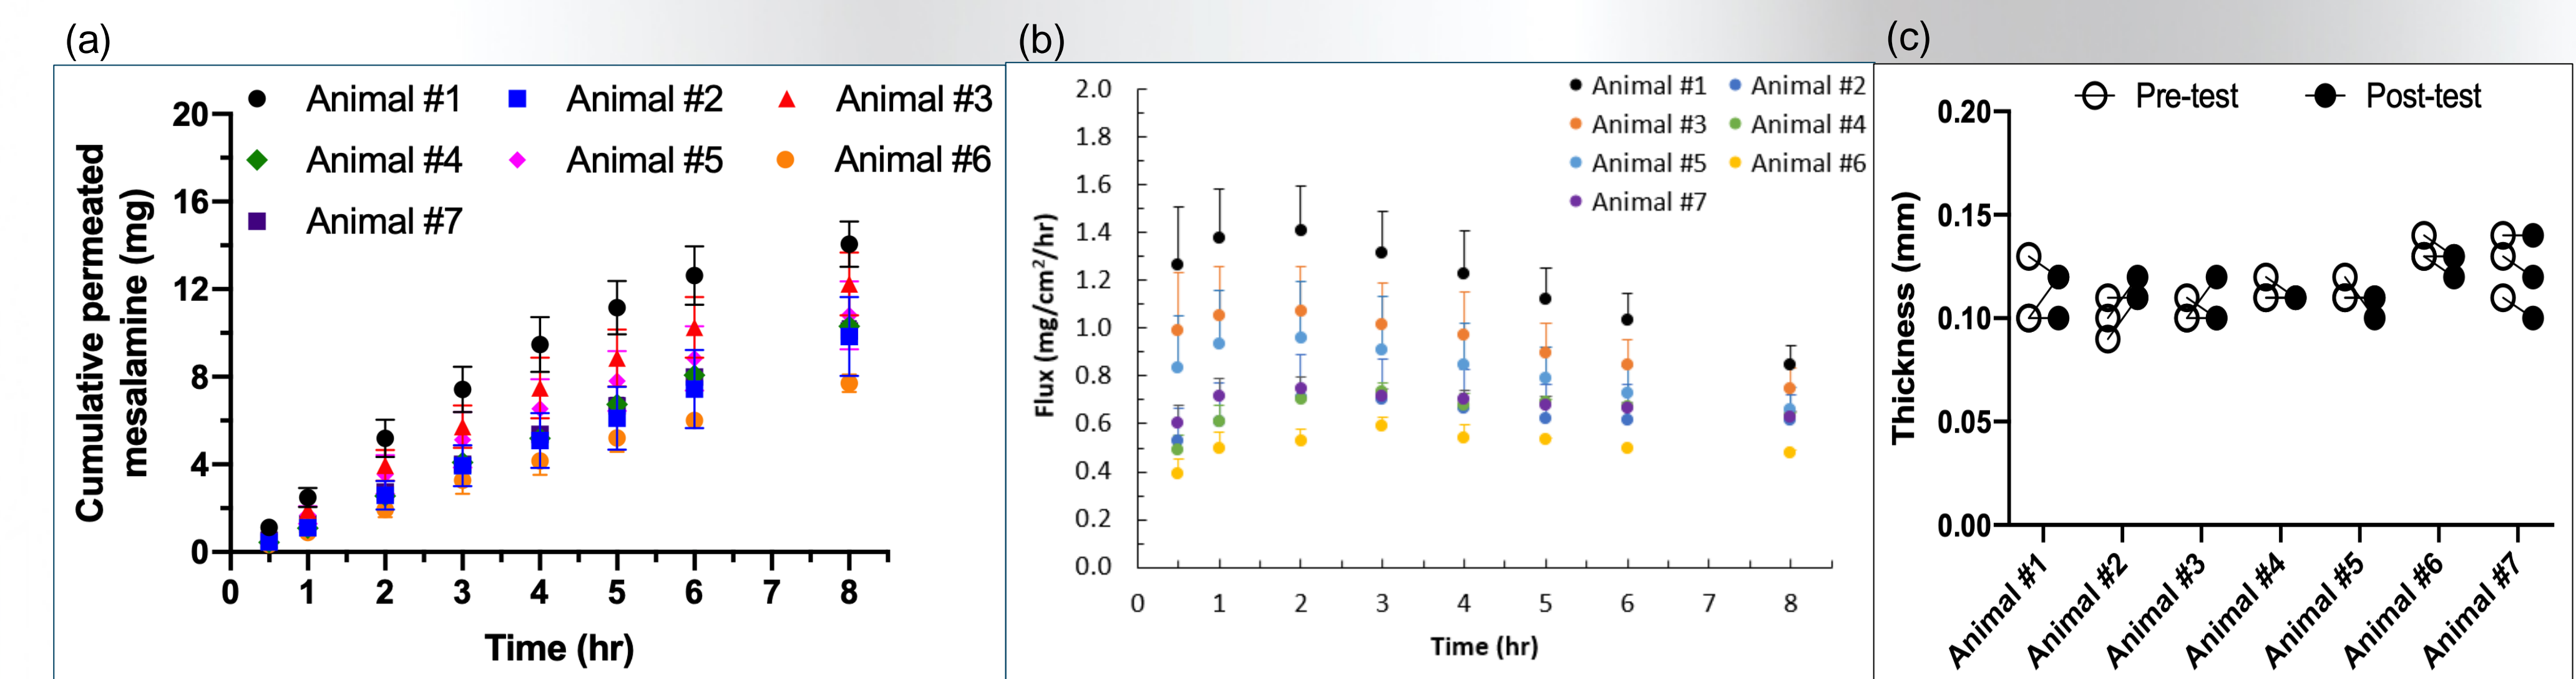 (a)
Animal #1 Animal #2 Animal #3
Animal #4 Animal #5 Animal #6
Animal #7
Cumulative permeated
mesalamine (mg)
20
16
12
8
4
0
0 1 2 3 4 5 6 7 8
Time (hr)
(b)
Animal #1 Animal #2
Animal #3 Animal #4
Animal #5 Animal #6
Animal #7
Flux (mg/cm²/hr)
2.0
1.8
1.6
1.4
1.2
1.0
0.8
0.6
0.4
0.2
0.0
0 1 2 3 4 5 6 7 8
Time (hr)
(c)
Pre-test Post-test
Thickness (mm)
0.20
0.15
0.10
0.05
0.00
Animal #1
Animal #2
Animal #3
Animal #4
Animal #5
Animal #6
Animal #7